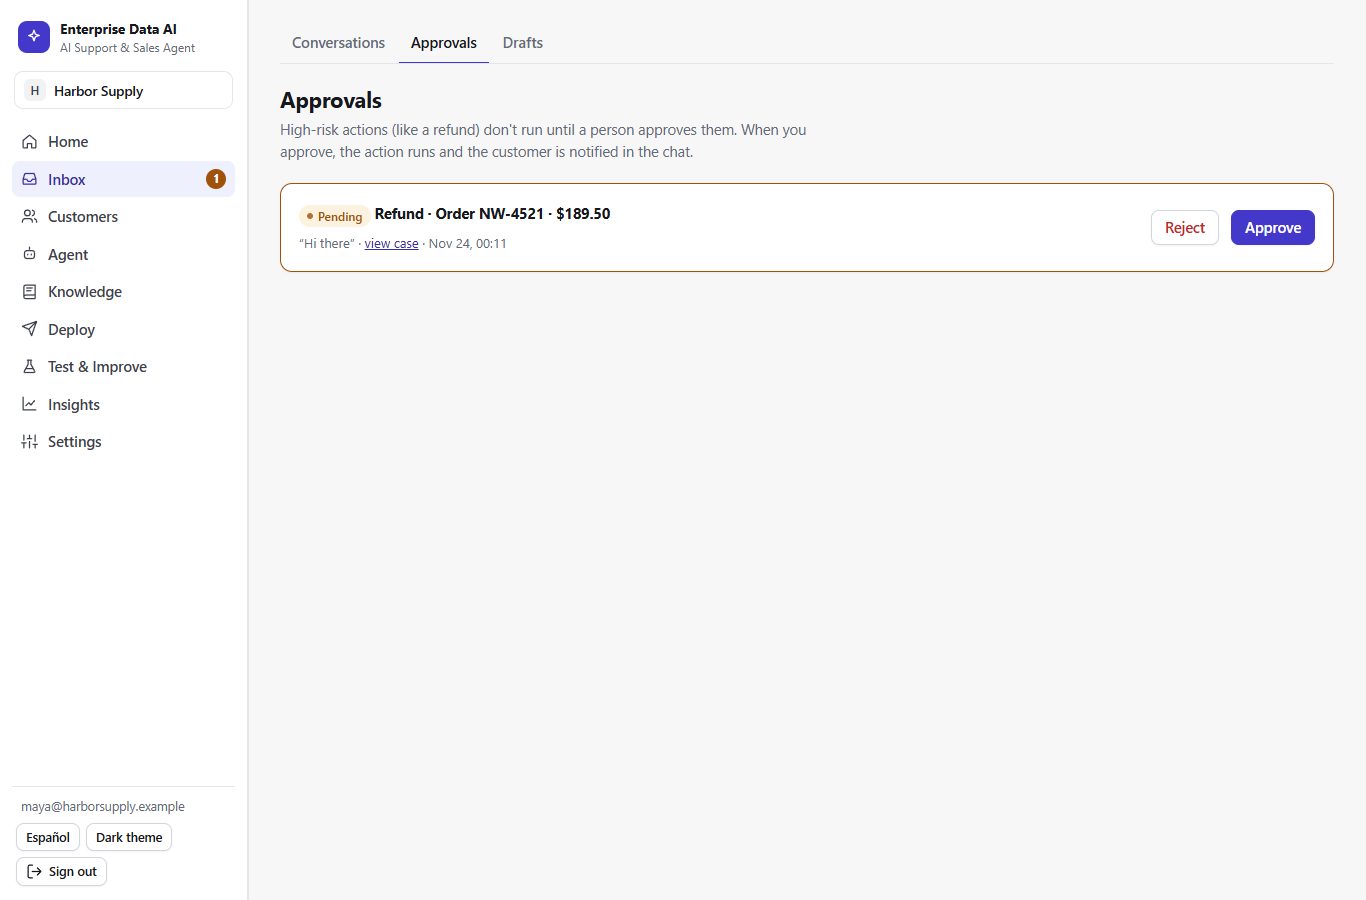 Enterprise Data AI
AI Support & Sales Agent
H Harbor Supply
Home
Inbox 1
Customers
Agent
Knowledge
Deploy
Test & Improve
Insights
Settings
maya@harborsupply.example
Español Dark theme
Sign out
Conversations Approvals Drafts
Approvals
High-risk actions (like a refund) don't run until a person approves them. When you
approve, the action runs and the customer is notified in the chat.
Pending Refund · Order NW-4521 · $189.50
“Hi there” · view case · Nov 24, 00:11
Reject Approve